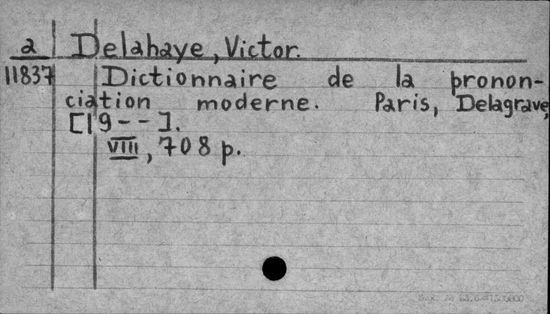 a Delahaye, Victor.
11837 Dictionnaire de la pronon-
ciation moderne. Paris, Delagrave,
[19--].
VIII, 708 p.